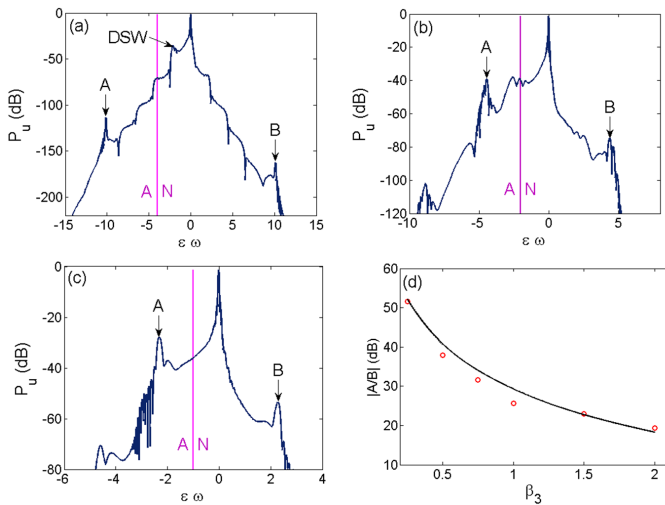 (a)
DSW
A
B
A N
P_u (dB)
0
-50
-100
-150
-200
-15 -10 -5 0 5 10 15
ε ω
(b)
A
B
A N
P_u (dB)
0
-20
-40
-60
-80
-100
-120
-10 -5 0 5
ε ω
(c)
A
B
A N
P_u (dB)
0
-20
-40
-60
-80
-6 -4 -2 0 2 4
ε ω
(d)
|A/B| (dB)
60
50
40
30
20
10
0.5 1 1.5 2
β_3